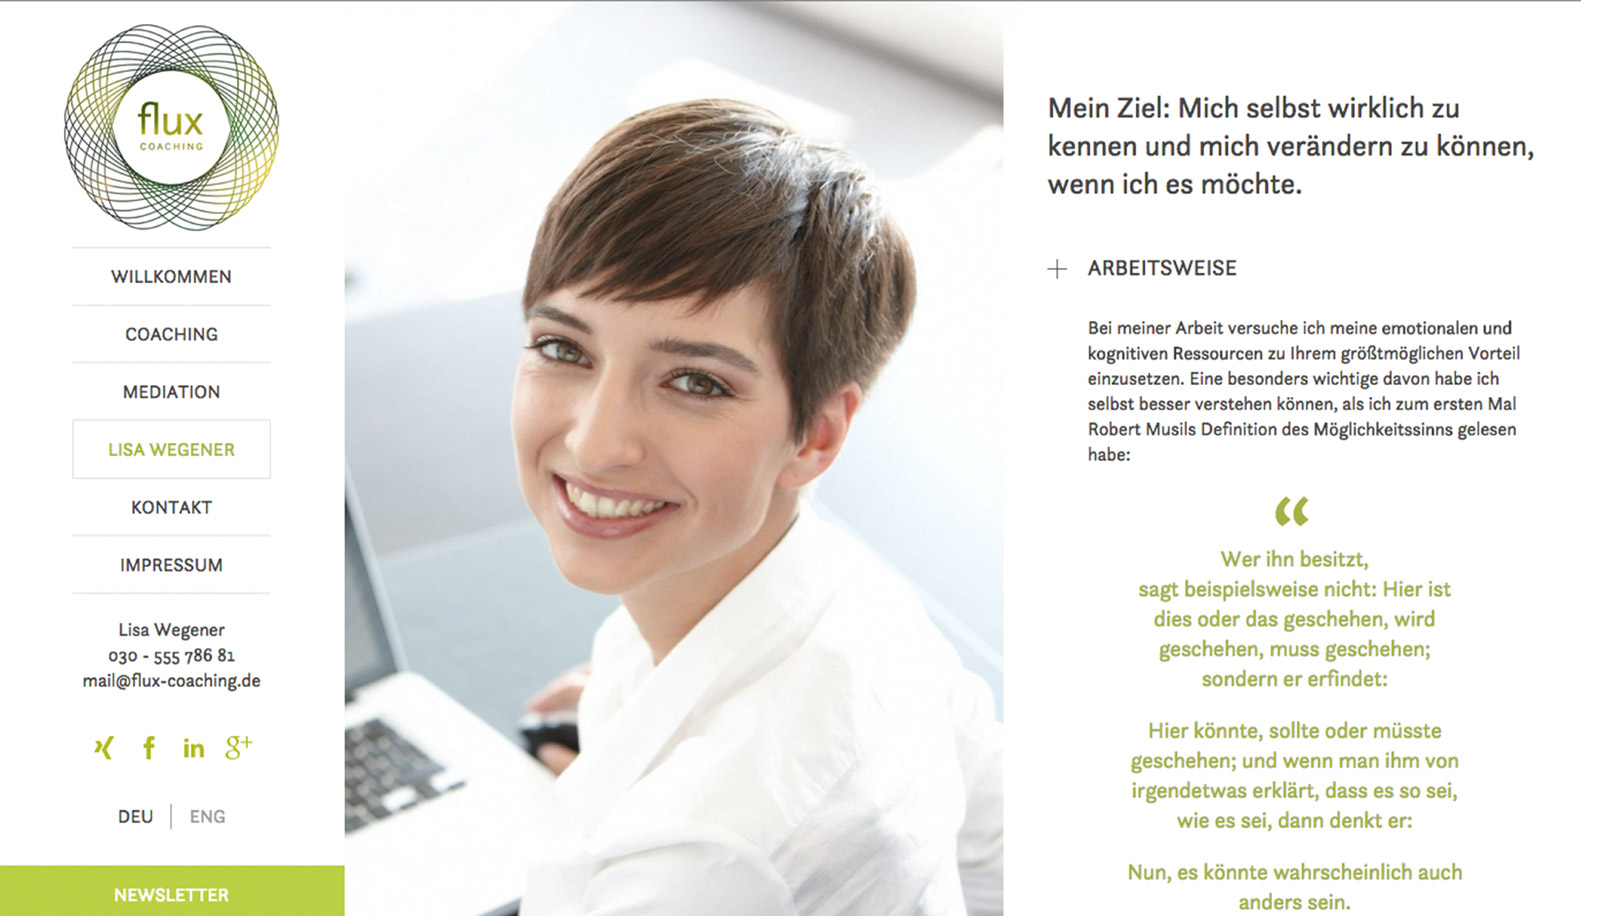 flux
COACHING
WILLKOMMEN
COACHING
MEDIATION
LISA WEGENER
KONTAKT
IMPRESSUM
Lisa Wegener
030 - 555 786 81
mail@flux-coaching.de
f
in
g+
DEU | ENG
NEWSLETTER
Mein Ziel: Mich selbst wirklich zu
kennen und mich verändern zu können,
wenn ich es möchte.
+ ARBEITSWEISE
Bei meiner Arbeit versuche ich meine emotionalen und
kognitiven Ressourcen zu Ihrem größtmöglichen Vorteil
einzusetzen. Eine besonders wichtige davon habe ich
selbst besser verstehen können, als ich zum ersten Mal
Robert Musils Definition des Möglichkeitssinns gelesen
habe:
“
Wer ihn besitzt,
sagt beispielsweise nicht: Hier ist
dies oder das geschehen, wird
geschehen, muss geschehen;
sondern er erfindet:
Hier könnte, sollte oder müsste
geschehen; und wenn man ihm von
irgendetwas erklärt, dass es so sei,
wie es sei, dann denkt er:
Nun, es könnte wahrscheinlich auch
anders sein.